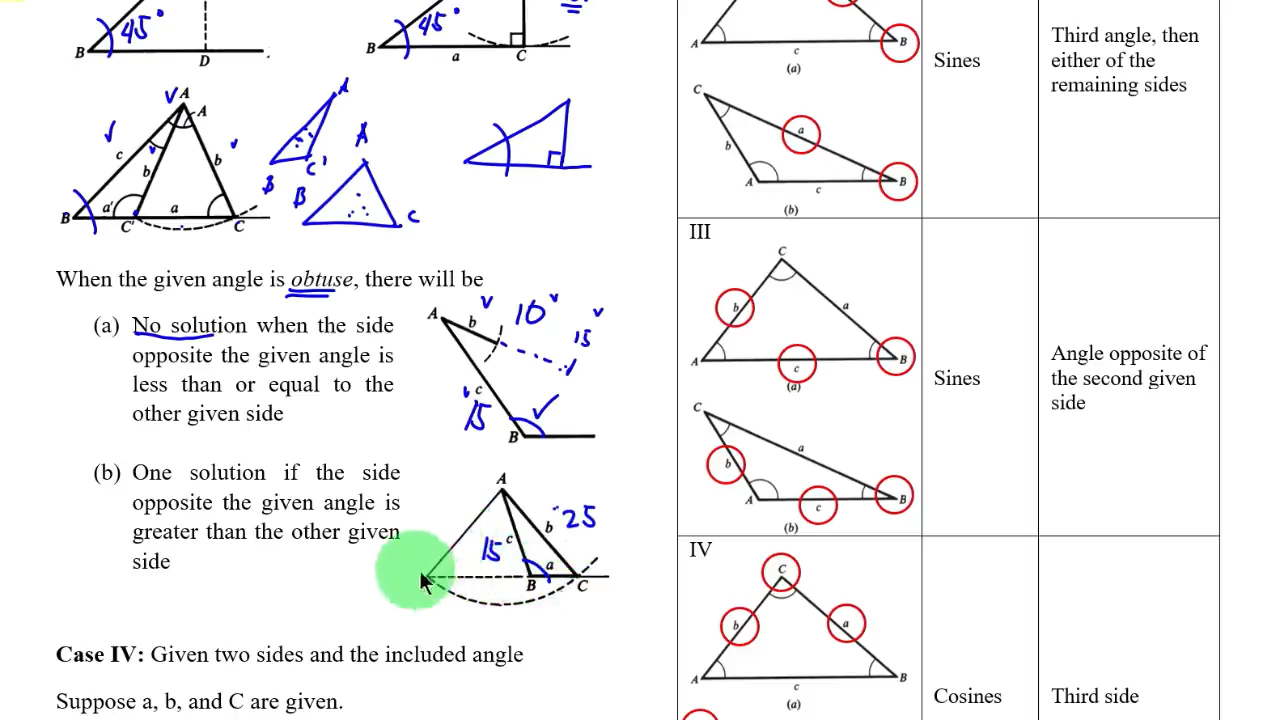 45°
45°
B
D
B
a
C
A
A
c
b
b
B
a'
C'
a
C
A
B
C'
A
B
C
When the given angle is obtuse, there will be
(a) No solution when the side
opposite the given angle is
less than or equal to the
other given side
A
b
10
15
c
15
B
(b) One solution if the side
opposite the given angle is
greater than the other given
side
A
b
25
15
c
a
B
C
Case IV: Given two sides and the included angle
Suppose a, b, and C are given.
A
B
c
(a)
C
a
b
A
B
c
(b)
Sines
Third angle, then
either of the
remaining sides
III
C
b
a
A
c
B
(a)
C
a
b
A
c
B
(b)
Sines
Angle opposite of
the second given
side
IV
C
b
a
A
B
c
(a)
Cosines
Third side